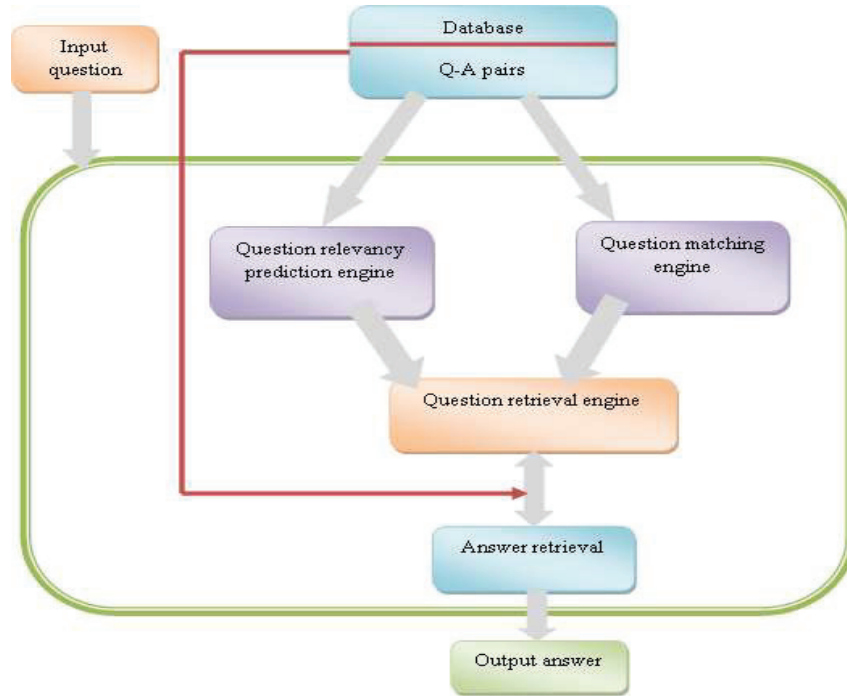 Input
question
Database
Q-A pairs
Question relevancy
prediction engine
Question matching
engine
Question retrieval engine
Answer retrieval
Output answer